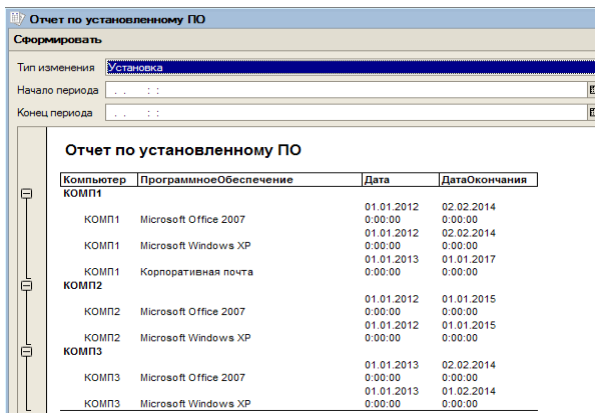 Отчет по установленному ПО
Сформировать
Тип изменения Установка
Начало периода . . : :
Конец периода . . : :
Отчет по установленному ПО
Компьютер ПрограммноеОбеспечение Дата ДатаОкончания
КОМП1
01.01.2012 02.02.2014
КОМП1 Microsoft Office 2007 0:00:00 0:00:00
01.01.2012 02.02.2014
КОМП1 Microsoft Windows XP 0:00:00 0:00:00
01.01.2013 01.01.2017
КОМП1 Корпоративная почта 0:00:00 0:00:00
КОМП2
01.01.2012 01.01.2015
КОМП2 Microsoft Office 2007 0:00:00 0:00:00
01.01.2012 01.01.2015
КОМП2 Microsoft Windows XP 0:00:00 0:00:00
КОМП3
01.01.2013 02.02.2014
КОМП3 Microsoft Office 2007 0:00:00 0:00:00
01.01.2013 01.02.2014
КОМП3 Microsoft Windows XP 0:00:00 0:00:00